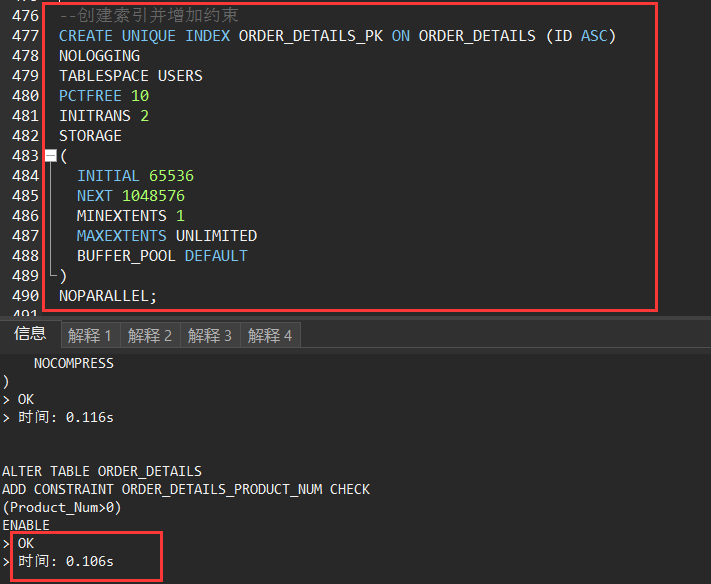 476 --创建索引并增加约束
477 CREATE UNIQUE INDEX ORDER_DETAILS_PK ON ORDER_DETAILS (ID ASC)
478 NOLOGGING
479 TABLESPACE USERS
480 PCTFREE 10
481 INITRANS 2
482 STORAGE
483 (
484 INITIAL 65536
485 NEXT 1048576
486 MINEXTENTS 1
487 MAXEXTENTS UNLIMITED
488 BUFFER_POOL DEFAULT
489 )
490 NOPARALLEL;
491
信息 解释 1 解释 2 解释 3 解释 4
NOCOMPRESS
)
> OK
> 时间: 0.116s
ALTER TABLE ORDER_DETAILS
ADD CONSTRAINT ORDER_DETAILS_PRODUCT_NUM CHECK
(Product_Num>0)
ENABLE
> OK
> 时间: 0.106s